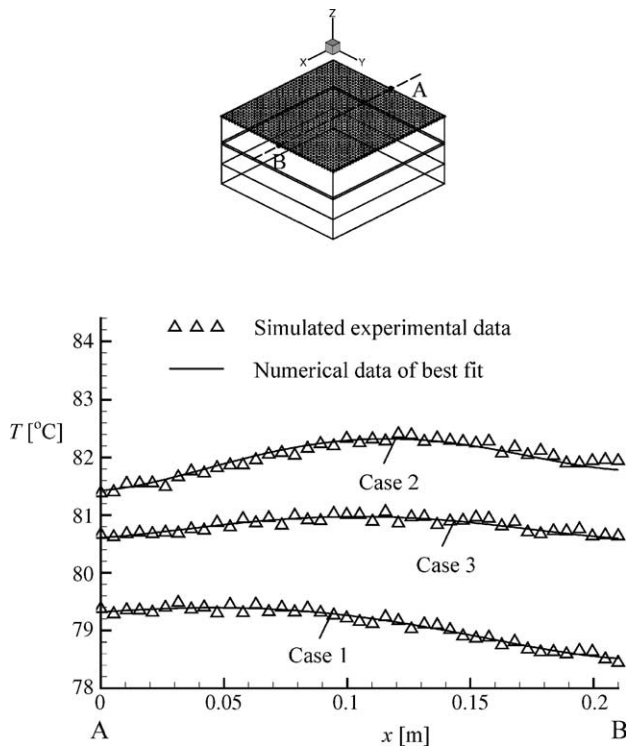 Z
X
Y
A
B
84
△ △ △ Simulated experimental data
83
Numerical data of best fit
T [°C]
82
Case 2
81
Case 3
80
79
Case 1
78
0
0.05
0.1
0.15
0.2
A
x [m]
B